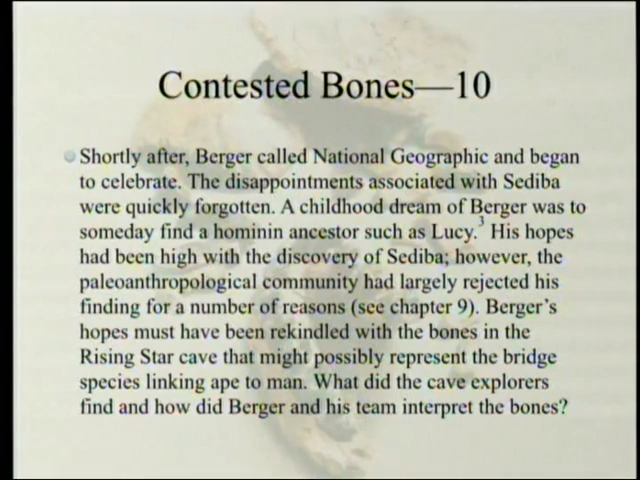 Contested Bones—10
Shortly after, Berger called National Geographic and began
to celebrate. The disappointments associated with Sediba
were quickly forgotten. A childhood dream of Berger was to
someday find a hominin ancestor such as Lucy.3 His hopes
had been high with the discovery of Sediba; however, the
paleoanthropological community had largely rejected his
finding for a number of reasons (see chapter 9). Berger's
hopes must have been rekindled with the bones in the
Rising Star cave that might possibly represent the bridge
species linking ape to man. What did the cave explorers
find and how did Berger and his team interpret the bones?